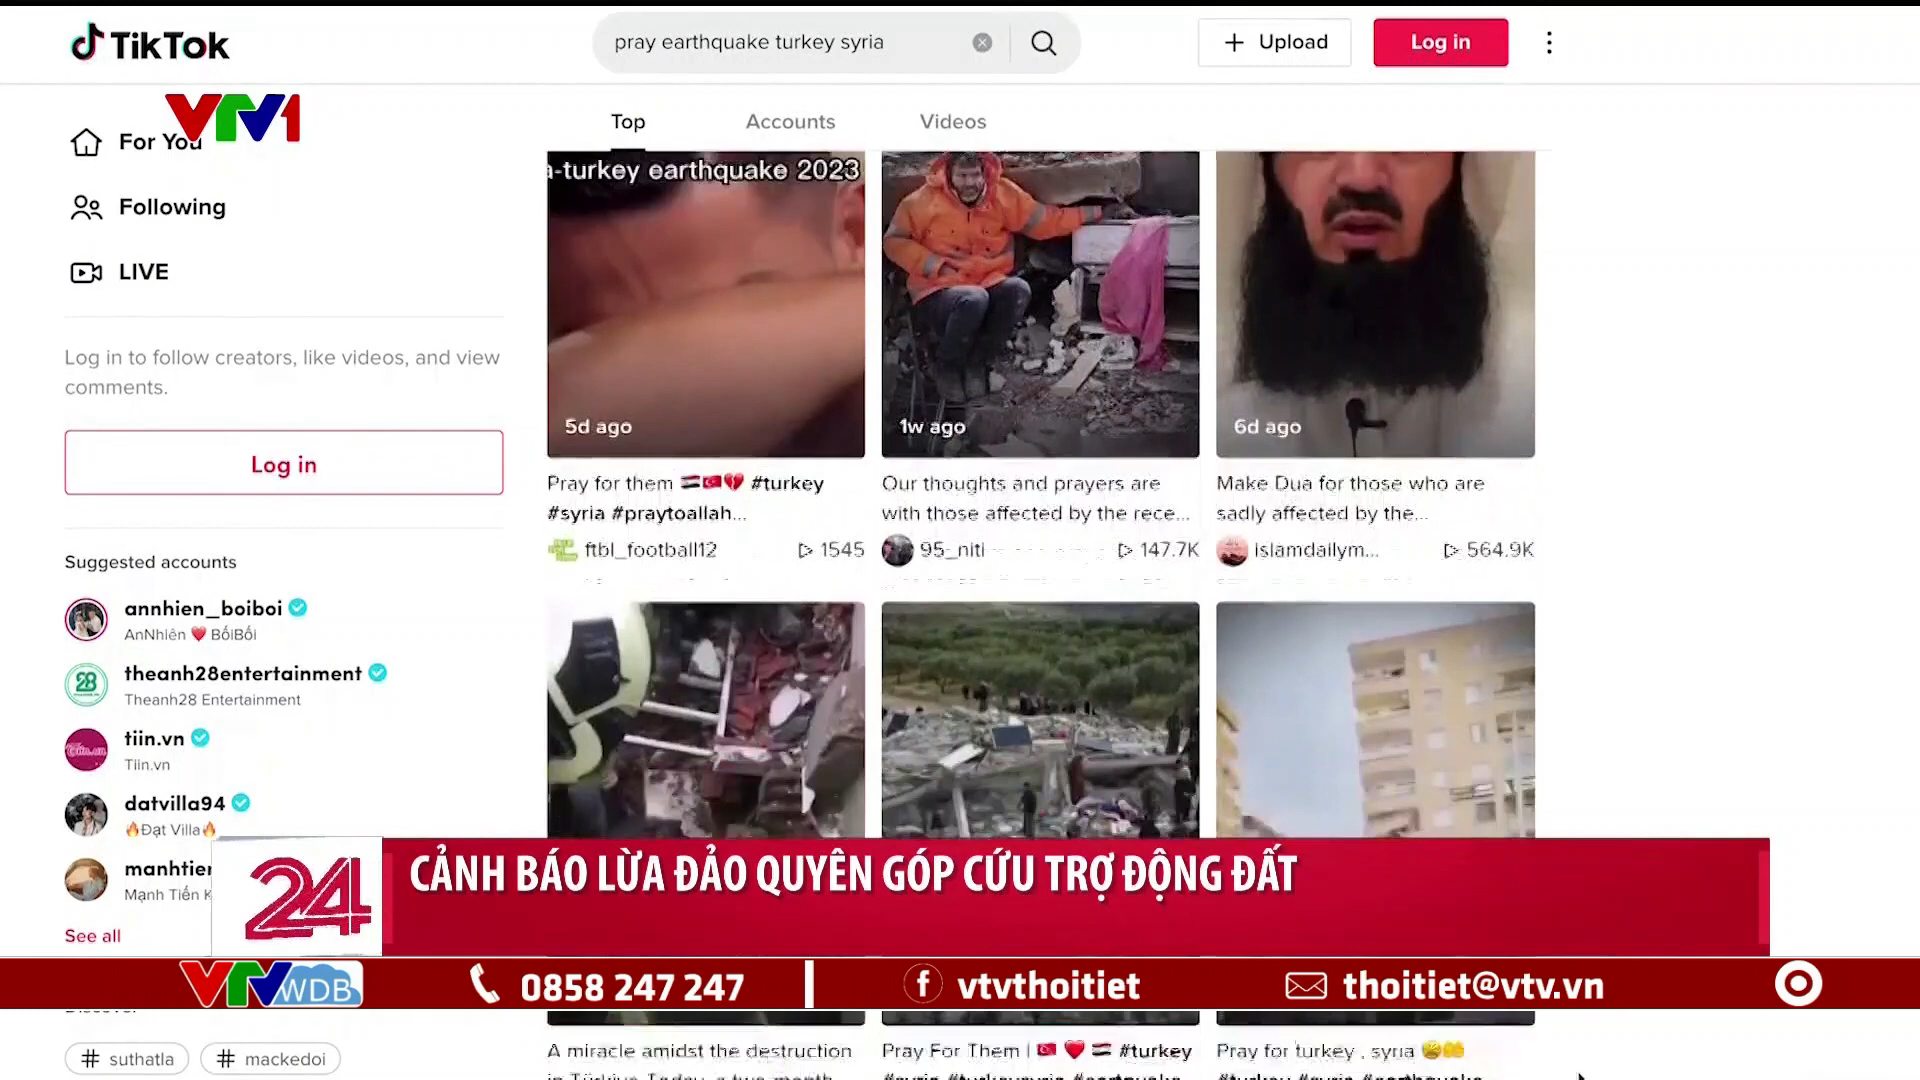 TikTok
pray earthquake turkey syria
Upload
Log in
VTV1
For You
Following
LIVE
Log in to follow creators, like videos, and view
comments.
Log in
Suggested accounts
annhien_boiboi
AnNhiên ❤️ BốiBối
theanh28entertainment
Theanh28 Entertainment
tiin.vn
Tiin.vn
datvilla94
🔥Đạt Villa🔥
Mạnh Tiến
See all
# suthatla
# mackedoi
Top
Accounts
Videos
-turkey earthquake 2023
5d ago
1w ago
6d ago
Pray for them 🇸🇾🇹🇷💔 #turkey
#syria #praytoallah...
ftbl_football12
1545
Our thoughts and prayers are
with those affected by the rece...
147.7K
Make Dua for those who are
sadly affected by the...
islamdailym...
564.9K
24
CẢNH BÁO LỪA ĐẢO QUYÊN GÓP CỨU TRỢ ĐỘNG ĐẤT
VTV WDB
0858 247 247
vtvthoitiet
thoitiet@vtv.vn
A miracle amidst the destruction
Pray For Them | 🇹🇷 ❤️ 🇸🇾 #turkey
Pray for turkey , syria 😢🤲